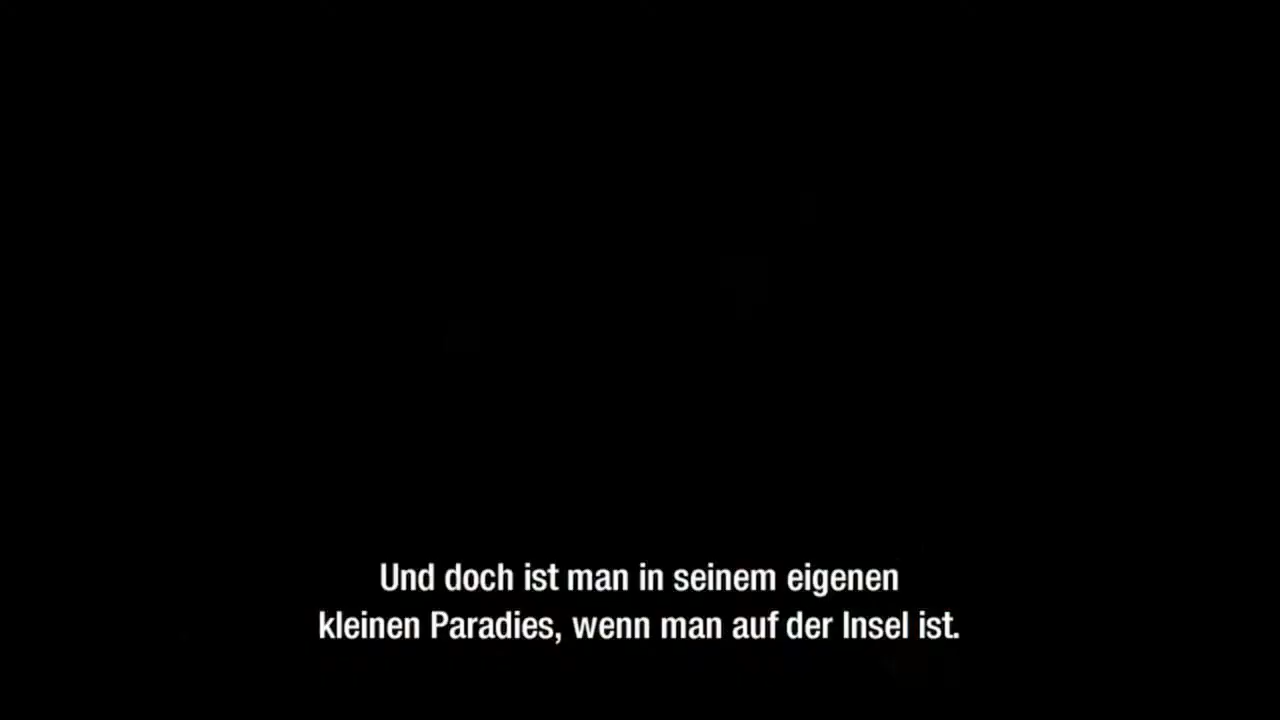 Und doch ist man in seinem eigenen
kleinen Paradies, wenn man auf der Insel ist.